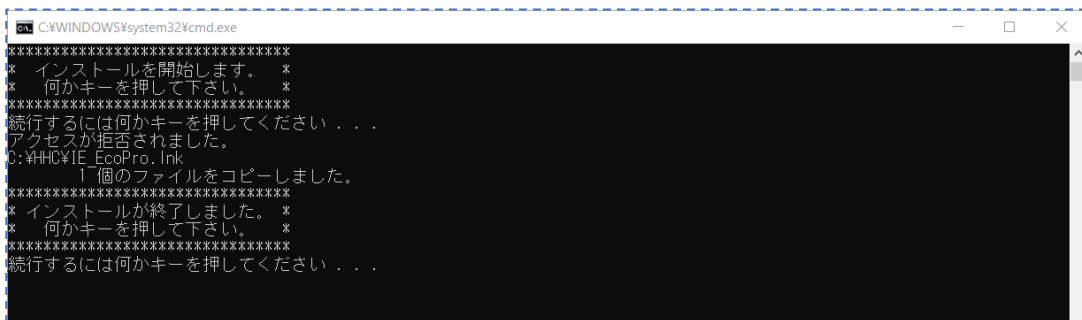 C:¥WINDOWS¥system32¥cmd.exe
********************************
*  インストールを開始します。  *
*   何かキーを押して下さい。   *
********************************
続行するには何かキーを押してください . . .
アクセスが拒否されました。
C:¥HHC¥IE_EcoPro.lnk
        1 個のファイルをコピーしました。
********************************
* インストールが終了しました。 *
*   何かキーを押して下さい。   *
********************************
続行するには何かキーを押してください . . .